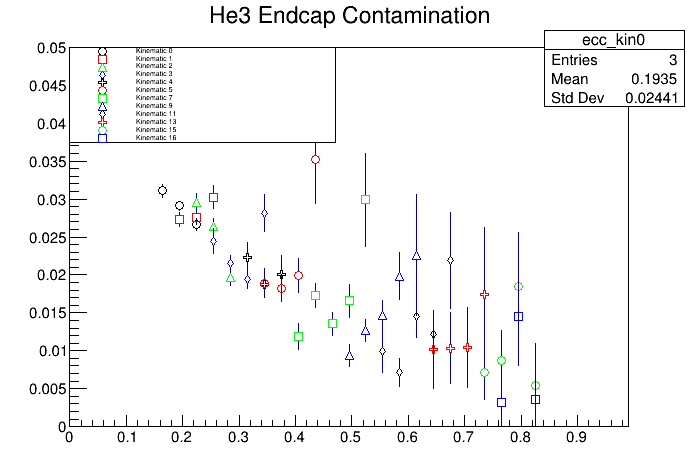 He3 Endcap Contamination
ecc_kin0
Entries 3
Mean 0.1935
Std Dev 0.02441
Kinematic 0
Kinematic 1
Kinematic 2
Kinematic 3
Kinematic 4
Kinematic 5
Kinematic 7
Kinematic 9
Kinematic 11
Kinematic 13
Kinematic 15
Kinematic 16
0.05
0.045
0.04
0.035
0.03
0.025
0.02
0.015
0.01
0.005
0
0 0.1 0.2 0.3 0.4 0.5 0.6 0.7 0.8 0.9